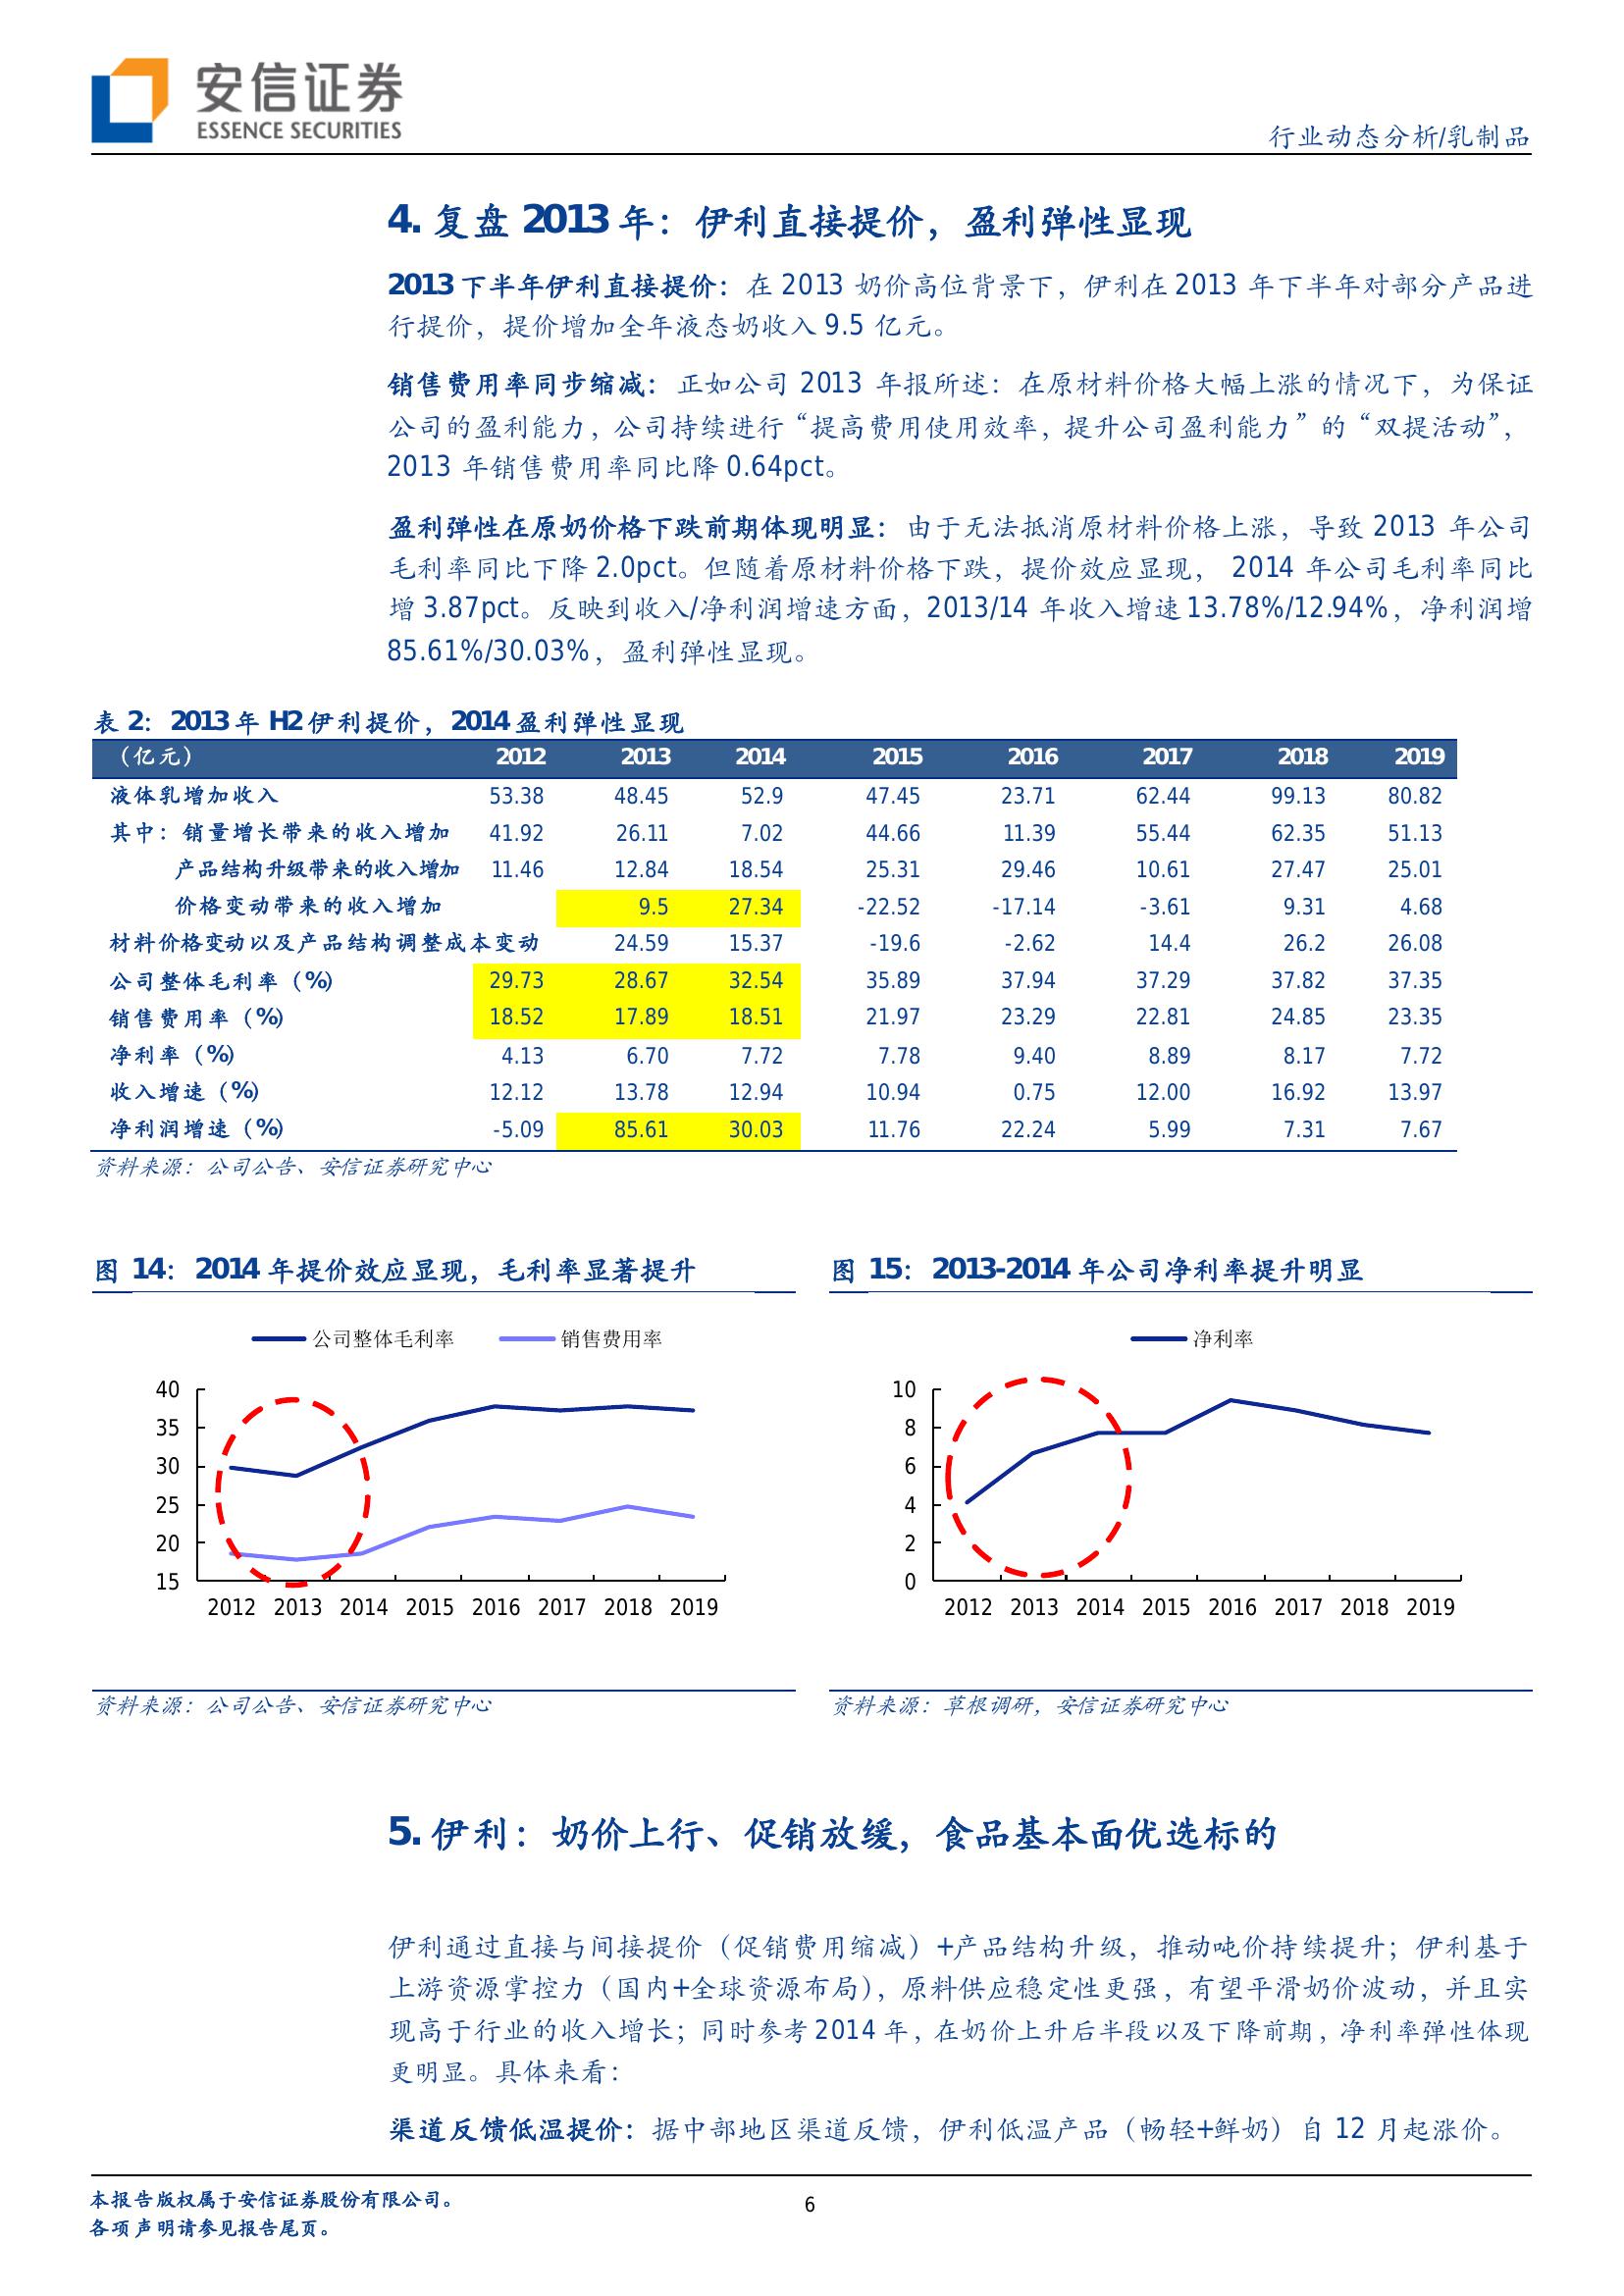 安信证券
ESSENCE SECURITIES
行业动态分析/乳制品
4. 复盘 2013 年：伊利直接提价，盈利弹性显现
2013 下半年伊利直接提价：在 2013 奶价高位背景下，伊利在 2013 年下半年对部分产品进
行提价，提价增加全年液态奶收入 9.5 亿元。
销售费用率同步缩减：正如公司 2013 年报所述：在原材料价格大幅上涨的情况下，为保证
公司的盈利能力，公司持续进行“提高费用使用效率，提升公司盈利能力”的“双提活动”，
2013 年销售费用率同比降 0.64pct。
盈利弹性在原奶价格下跌前期体现明显：由于无法抵消原材料价格上涨，导致 2013 年公司
毛利率同比下降 2.0pct。但随着原材料价格下跌，提价效应显现， 2014 年公司毛利率同比
增 3.87pct。反映到收入/净利润增速方面，2013/14 年收入增速 13.78%/12.94%，净利润增
85.61%/30.03%，盈利弹性显现。
表 2：2013 年 H2 伊利提价，2014 盈利弹性显现
（亿元） 2012 2013 2014 2015 2016 2017 2018 2019
液体乳增加收入 53.38 48.45 52.9 47.45 23.71 62.44 99.13 80.82
其中：销量增长带来的收入增加 41.92 26.11 7.02 44.66 11.39 55.44 62.35 51.13
产品结构升级带来的收入增加 11.46 12.84 18.54 25.31 29.46 10.61 27.47 25.01
价格变动带来的收入增加 9.5 27.34 -22.52 -17.14 -3.61 9.31 4.68
材料价格变动以及产品结构调整成本变动 24.59 15.37 -19.6 -2.62 14.4 26.2 26.08
公司整体毛利率（%） 29.73 28.67 32.54 35.89 37.94 37.29 37.82 37.35
销售费用率（%） 18.52 17.89 18.51 21.97 23.29 22.81 24.85 23.35
净利率（%） 4.13 6.70 7.72 7.78 9.40 8.89 8.17 7.72
收入增速（%） 12.12 13.78 12.94 10.94 0.75 12.00 16.92 13.97
净利润增速（%） -5.09 85.61 30.03 11.76 22.24 5.99 7.31 7.67
资料来源：公司公告、安信证券研究中心
图 14：2014 年提价效应显现，毛利率显著提升
公司整体毛利率 销售费用率
40
35
30
25
20
15
2012 2013 2014 2015 2016 2017 2018 2019
资料来源：公司公告、安信证券研究中心
图 15：2013-2014 年公司净利率提升明显
净利率
10
8
6
4
2
0
2012 2013 2014 2015 2016 2017 2018 2019
资料来源：草根调研，安信证券研究中心
5. 伊利：奶价上行、促销放缓，食品基本面优选标的
伊利通过直接与间接提价（促销费用缩减）+产品结构升级，推动吨价持续提升；伊利基于
上游资源掌控力（国内+全球资源布局），原料供应稳定性更强，有望平滑奶价波动，并且实
现高于行业的收入增长；同时参考 2014 年，在奶价上升后半段以及下降前期，净利率弹性体现
更明显。具体来看：
渠道反馈低温提价：据中部地区渠道反馈，伊利低温产品（畅轻+鲜奶）自 12 月起涨价。
本报告版权属于安信证券股份有限公司。
各项声明请参见报告尾页。
6